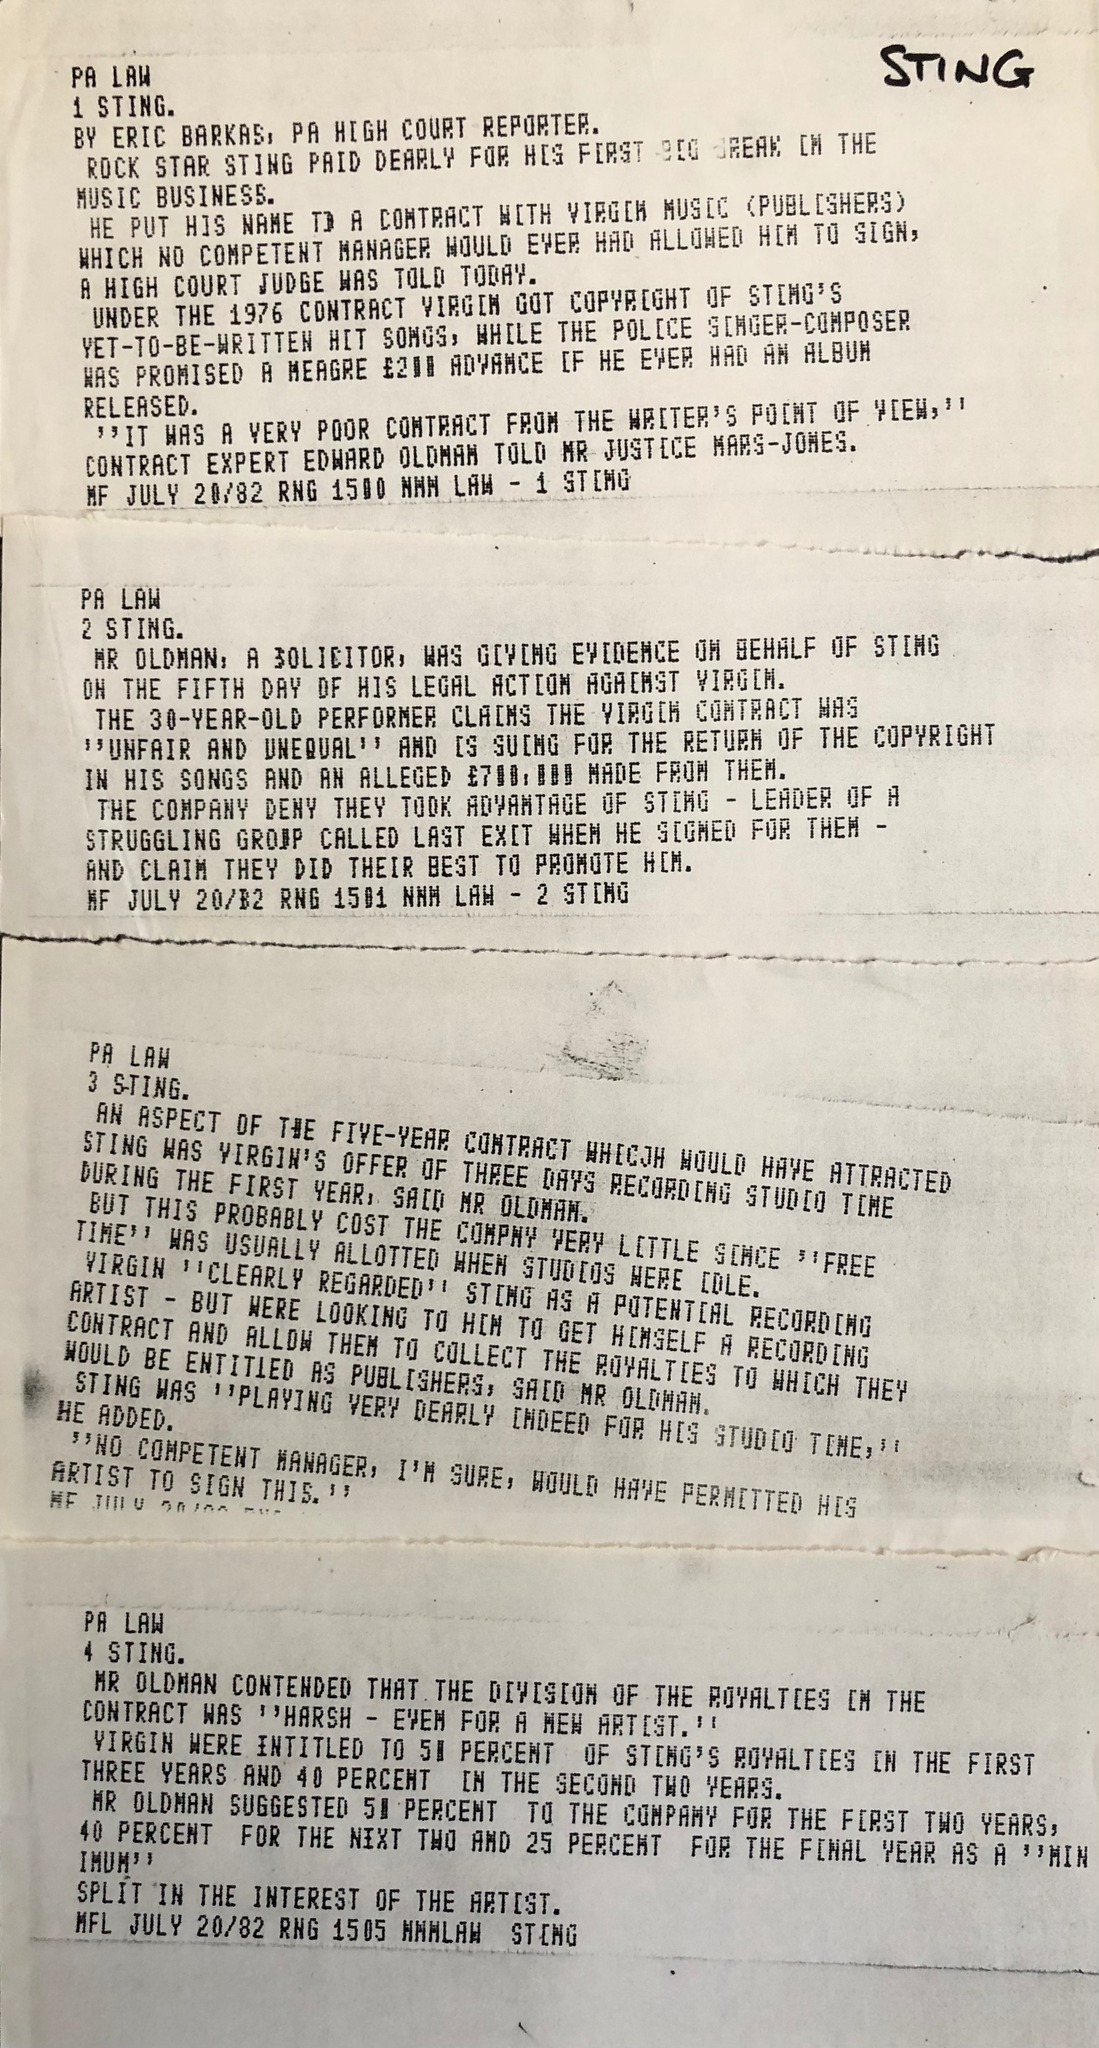 STING
PA LAW
1 STING.
BY ERIC BARKAS, PA HIGH COURT REPORTER.
ROCK STAR STING PAID DEARLY FOR HIS FIRST BIG BREAK IN THE
MUSIC BUSINESS.
HE PUT HIS NAME TO A CONTRACT WITH VIRGIN MUSIC (PUBLISHERS)
WHICH NO COMPETENT MANAGER WOULD EVER HAD ALLOWED HIM TO SIGN,
A HIGH COURT JUDGE WAS TOLD TODAY.
UNDER THE 1976 CONTRACT VIRGIN GOT COPYRIGHT OF STING'S
YET-TO-BE-WRITTEN HIT SONGS, WHILE THE POLICE SINGER-COMPOSER
WAS PROMISED A MEAGRE £200 ADVANCE IF HE EVER HAD AN ALBUM
RELEASED.
''IT WAS A VERY POOR CONTRACT FROM THE WRITER'S POINT OF VIEW,''
CONTRACT EXPERT EDWARD OLDMAN TOLD MR JUSTICE MARS-JONES.
MF JULY 20/82 RNG 1500 NNN LAW - 1 STING
PA LAW
2 STING.
MR OLDMAN, A SOLICITOR, WAS GIVING EVIDENCE ON BEHALF OF STING
ON THE FIFTH DAY OF HIS LEGAL ACTION AGAINST VIRGIN.
THE 30-YEAR-OLD PERFORMER CLAIMS THE VIRGIN CONTRACT WAS
''UNFAIR AND UNEQUAL'' AND IS SUING FOR THE RETURN OF THE COPYRIGHT
IN HIS SONGS AND AN ALLEGED £700,000 MADE FROM THEM.
THE COMPANY DENY THEY TOOK ADVANTAGE OF STING - LEADER OF A
STRUGGLING GROUP CALLED LAST EXIT WHEN HE SIGNED FOR THEM -
AND CLAIM THEY DID THEIR BEST TO PROMOTE HIM.
MF JULY 20/82 RNG 1501 NNN LAW - 2 STING
PA LAW
3 STING.
AN ASPECT OF THE FIVE-YEAR CONTRACT WHICJH WOULD HAVE ATTRACTED
STING WAS VIRGIN'S OFFER OF THREE DAYS RECORDING STUDIO TIME
DURING THE FIRST YEAR, SAID MR OLDMAN.
BUT THIS PROBABLY COST THE COMPNY VERY LITTLE SINCE ''FREE
TIME'' WAS USUALLY ALLOTTED WHEN STUDIOS WERE IDLE.
VIRGIN ''CLEARLY REGARDED'' STING AS A POTENTIAL RECORDING
ARTIST - BUT WERE LOOKING TO HIM TO GET HIMSELF A RECORDING
CONTRACT AND ALLOW THEM TO COLLECT THE ROYALTIES TO WHICH THEY
WOULD BE ENTITLED AS PUBLISHERS, SAID MR OLDMAN.
STING WAS ''PLAYING VERY DEARLY INDEED FOR HIS STUDIO TIME,''
HE ADDED.
''NO COMPETENT MANAGER, I'M SURE, WOULD HAVE PERMITTED HIS
ARTIST TO SIGN THIS.''
MF JULY
PA LAW
4 STING.
MR OLDMAN CONTENDED THAT THE DIVISION OF THE ROYALTIES IN THE
CONTRACT WAS ''HARSH - EVEN FOR A NEW ARTIST.''
VIRGIN WERE INTITLED TO 50 PERCENT OF STING'S ROYALTIES IN THE FIRST
THREE YEARS AND 40 PERCENT IN THE SECOND TWO YEARS.
MR OLDMAN SUGGESTED 50 PERCENT TO THE COMPANY FOR THE FIRST TWO YEARS,
40 PERCENT FOR THE NIXT TWO AND 25 PERCENT FOR THE FINAL YEAR AS A ''MIN
IMUM''
SPLIT IN THE INTEREST OF THE ARTIST.
MFL JULY 20/82 RNG 1505 NNNLAW STING